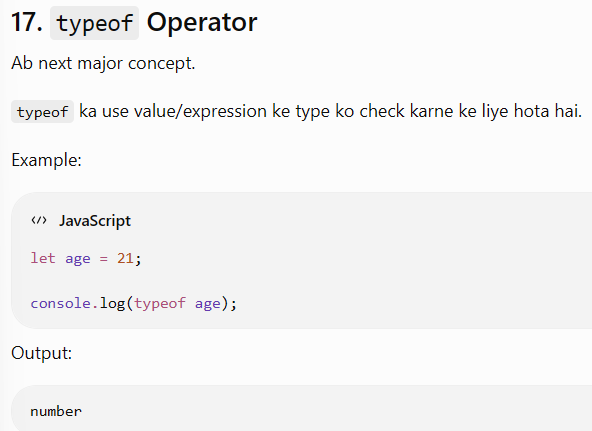 17. typeof Operator
Ab next major concept.
typeof ka use value/expression ke type ko check karne ke liye hota hai.
Example:
</> JavaScript
let age = 21;
console.log(typeof age);
Output:
number